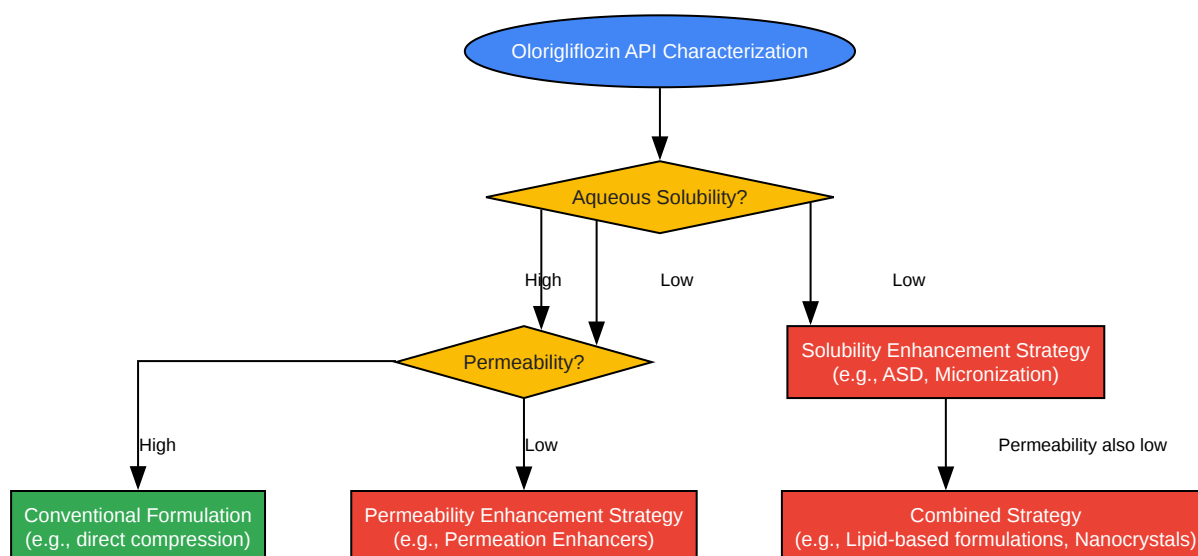 Olorigliflozin API Characterization
Aqueous Solubility?
High
Low
Low
Permeability?
Solubility Enhancement Strategy
(e.g., ASD, Micronization)
High
Low
Permeability also low
Conventional Formulation
(e.g., direct compression)
Permeability Enhancement Strategy
(e.g., Permeation Enhancers)
Combined Strategy
(e.g., Lipid-based formulations, Nanocrystals)